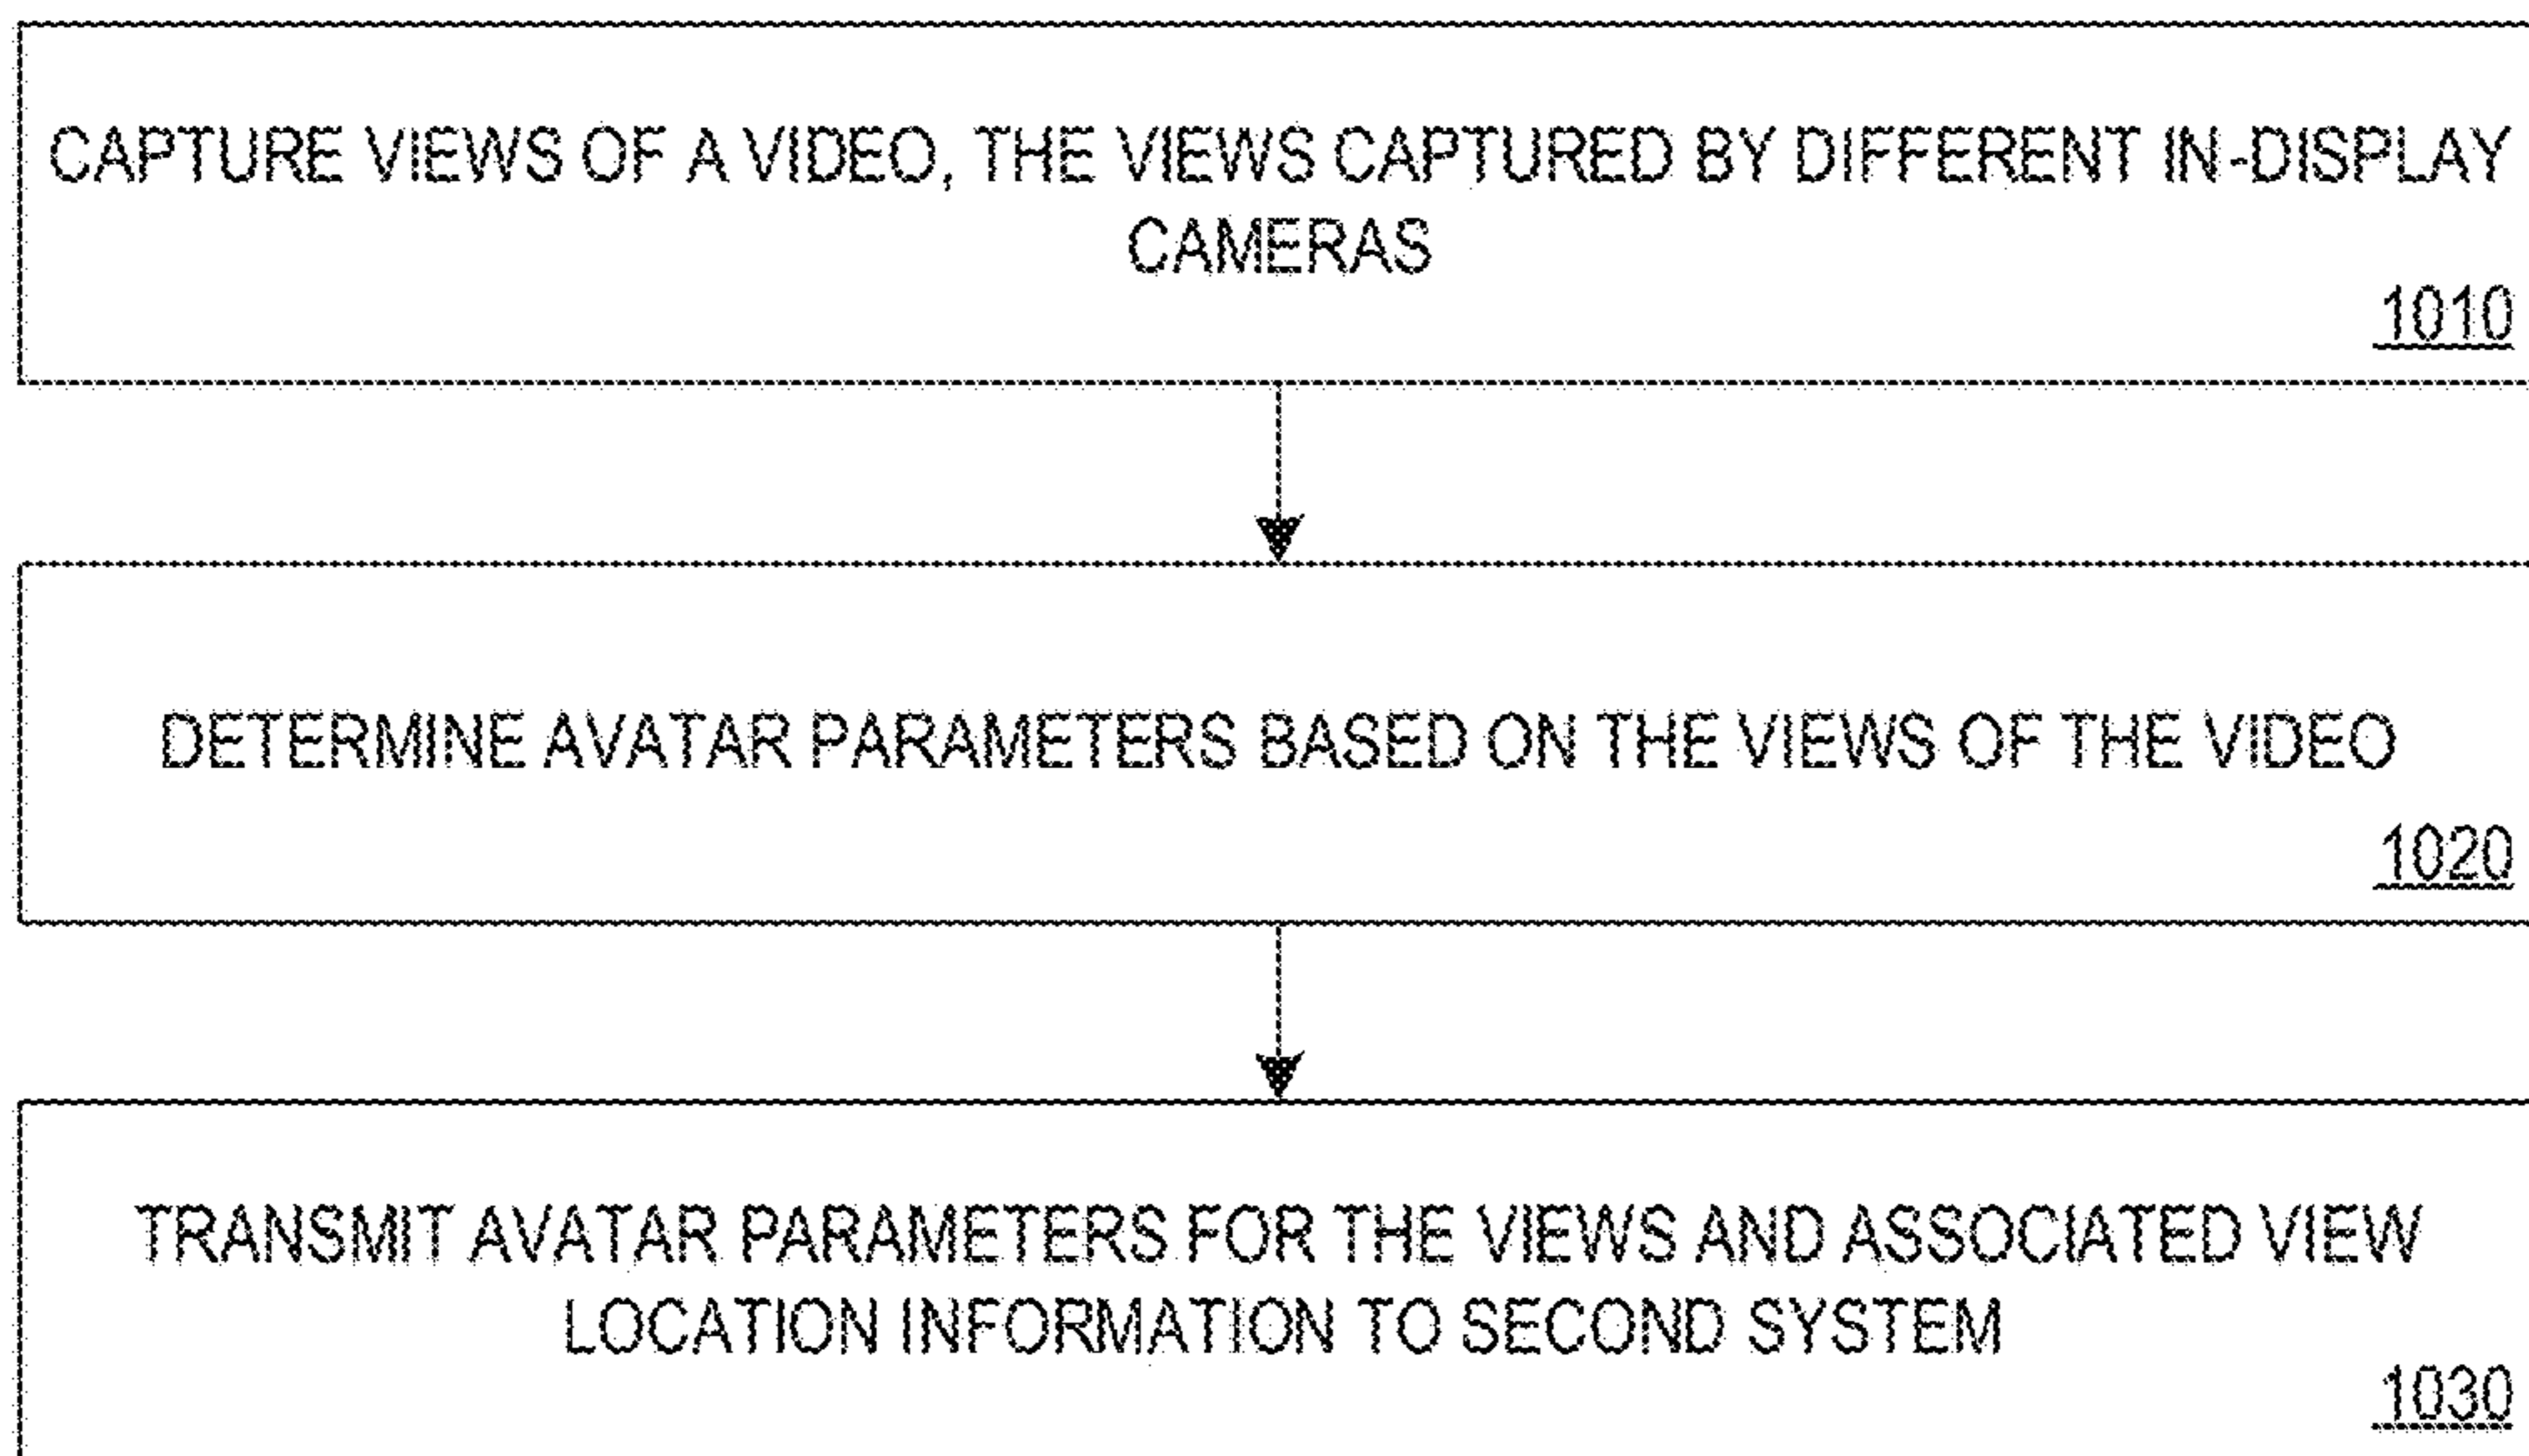 CAPTURE VIEWS OF A VIDEO, THE VIEWS CAPTURED BY DIFFERENT IN-DISPLAY
CAMERAS
1010
DETERMINE AVATAR PARAMETERS BASED ON THE VIEWS OF THE VIDEO
1020
TRANSMIT AVATAR PARAMETERS FOR THE VIEWS AND ASSOCIATED VIEW
LOCATION INFORMATION TO SECOND SYSTEM
1030